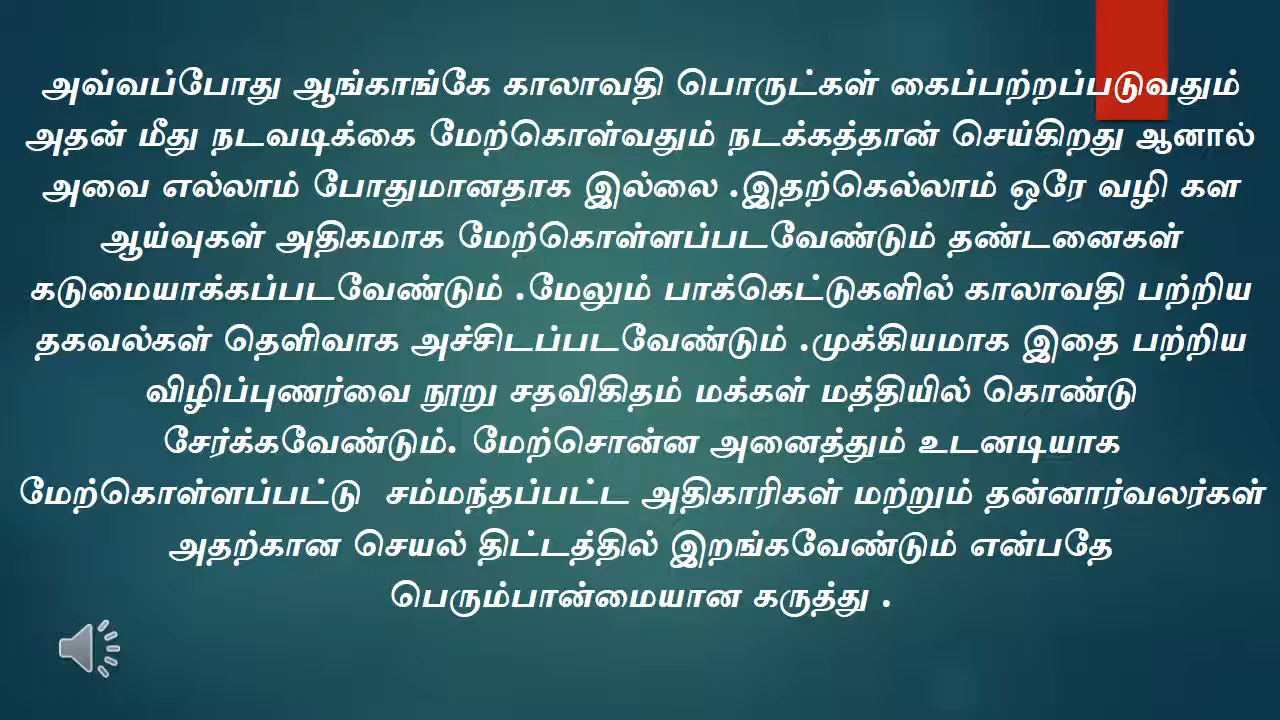 அவ்வப்போது ஆங்காங்கே காலாவதி பொருட்கள் கைப்பற்றப்படுவதும்
அதன் மீது நடவடிக்கை மேற்கொள்வதும் நடக்கத்தான் செய்கிறது ஆனால்
அவை எல்லாம் போதுமானதாக இல்லை .இதற்கெல்லாம் ஒரே வழி கள
ஆய்வுகள் அதிகமாக மேற்கொள்ளப்படவேண்டும் தண்டனைகள்
கடுமையாக்கப்படவேண்டும் .மேலும் பாக்கெட்டுகளில் காலாவதி பற்றிய
தகவல்கள் தெளிவாக அச்சிடப்படவேண்டும் .முக்கியமாக இதை பற்றிய
விழிப்புணர்வை நூறு சதவிகிதம் மக்கள் மத்தியில் கொண்டு
சேர்க்கவேண்டும். மேற்சொன்ன அனைத்தும் உடனடியாக
மேற்கொள்ளப்பட்டு  சம்மந்தப்பட்ட அதிகாரிகள் மற்றும் தன்னார்வலர்கள்
அதற்கான செயல் திட்டத்தில் இறங்கவேண்டும் என்பதே
பெரும்பான்மையான கருத்து .